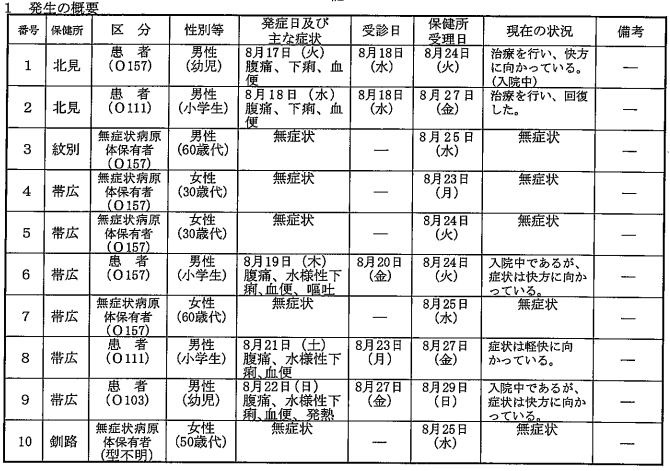 1 発生の概要
番号 保健所 区 分 性別等 発症日及び主な症状 受診日 保健所受理日 現在の状況 備考
1 北見 患 者(O157) 男性(幼児) 8月17日(火)腹痛、下痢、血便 8月18日(水) 8月24日(火) 治療を行い、快方に向かっている。(入院中) ―
2 北見 患 者(O111) 男性(小学生) 8月18日(水)腹痛、下痢、血便 8月18日(水) 8月27日(金) 治療を行い、回復した。 ―
3 紋別 無症状病原体保有者(O157) 男性(60歳代) 無症状 ― 8月25日(水) 無症状 ―
4 帯広 無症状病原体保有者(O157) 女性(30歳代) 無症状 ― 8月23日(月) 無症状 ―
5 帯広 無症状病原体保有者(O157) 女性(30歳代) 無症状 ― 8月24日(火) 無症状 ―
6 帯広 患 者(O157) 男性(小学生) 8月19日(木)腹痛、水様性下痢、血便、嘔吐 8月20日(金) 8月24日(火) 入院中であるが、症状は快方に向かっている。 ―
7 帯広 無症状病原体保有者(O157) 女性(60歳代) 無症状 ― 8月25日(水) 無症状 ―
8 帯広 患 者(O111) 男性(小学生) 8月21日(土)腹痛、水様性下痢、血便 8月23日(月) 8月27日(金) 症状は軽快に向かっている。 ―
9 帯広 患 者(O103) 男性(幼児) 8月22日(日)腹痛、水様性下痢、血便、発熱 8月27日(金) 8月29日(日) 入院中であるが、症状は快方に向かっている。 ―
10 釧路 無症状病原体保有者(型不明) 女性(50歳代) 無症状 ― 8月25日(水) 無症状 ―